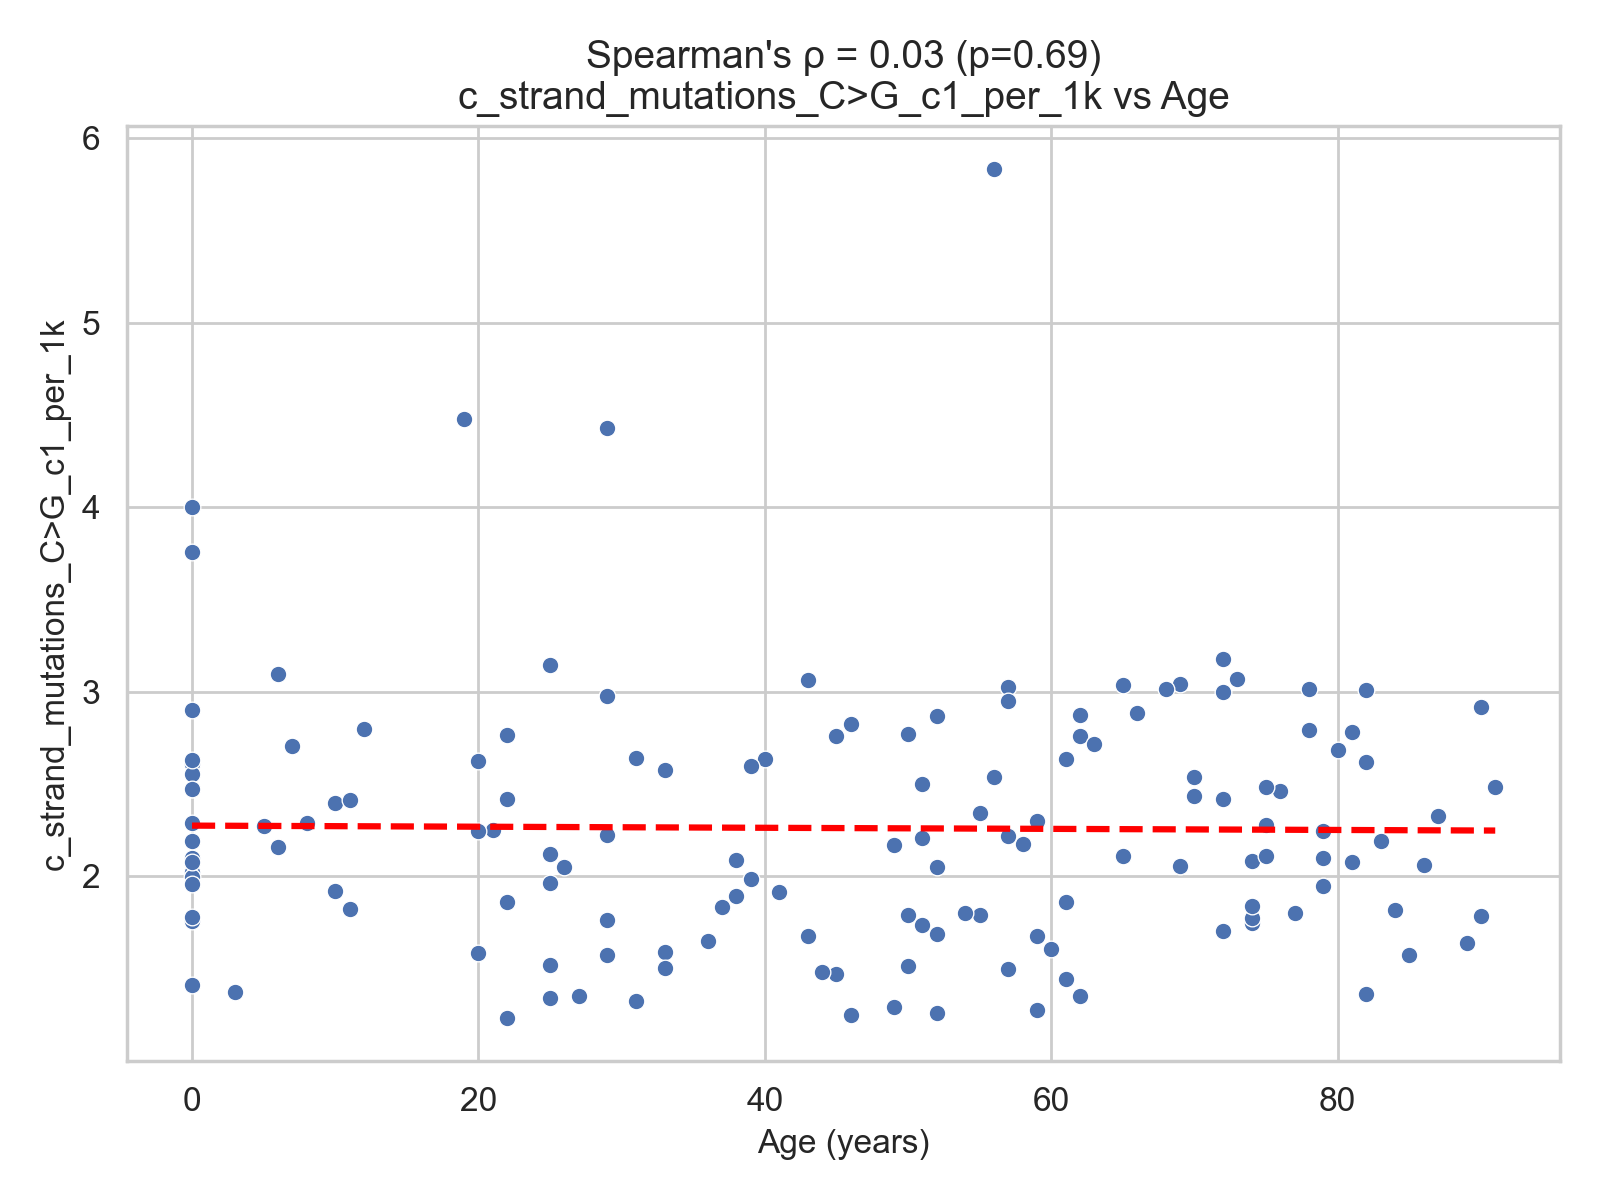 Spearman's ρ = 0.03 (p=0.69)
c_strand_mutations_C>G_c1_per_1k vs Age
c_strand_mutations_C>G_c1_per_1k
6
5
4
3
2
0
20
40
60
80
Age (years)